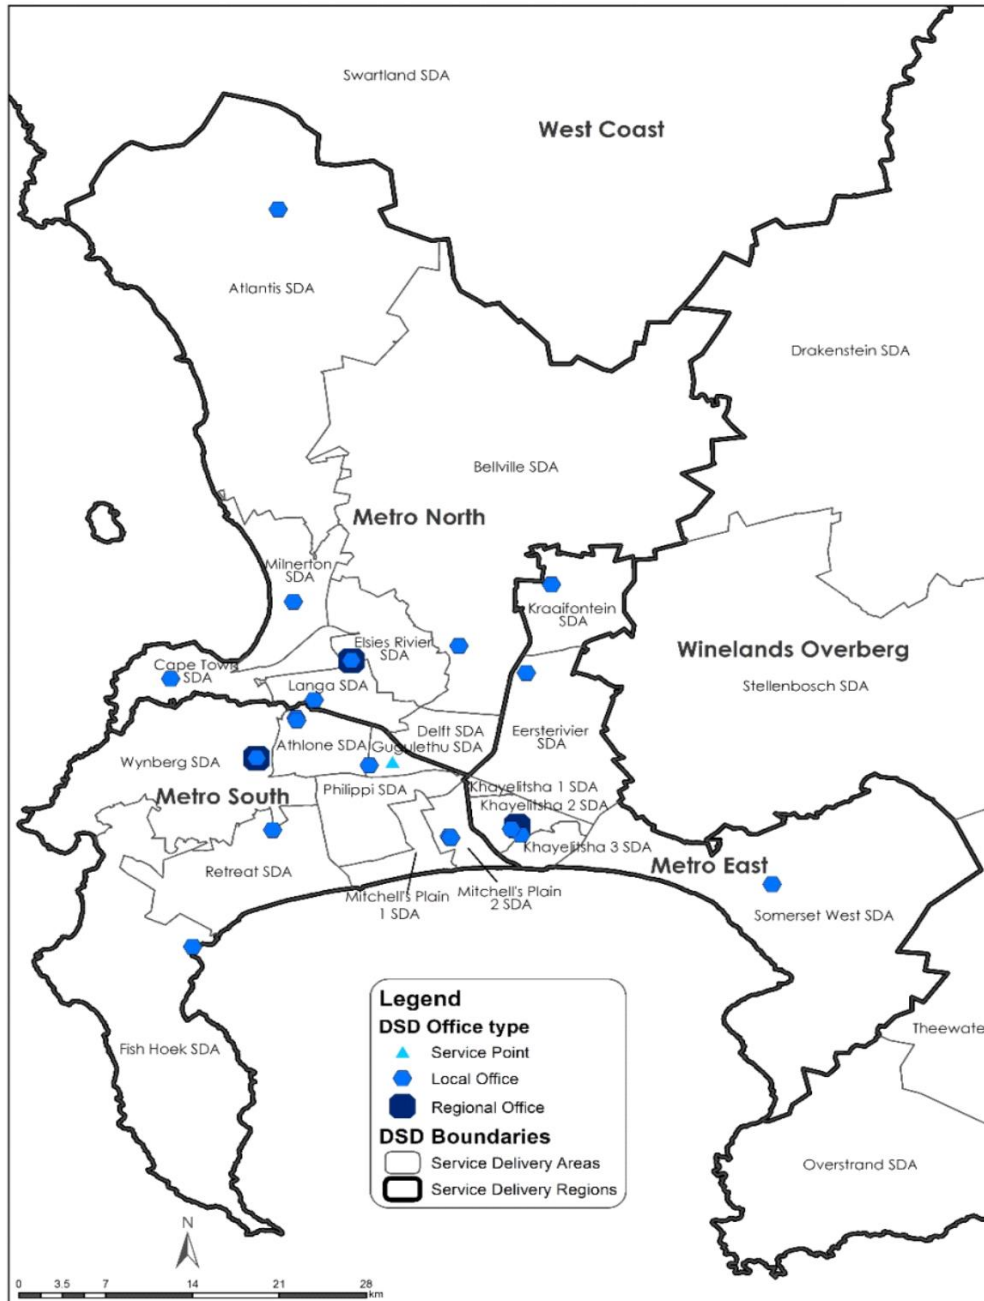 Swartland SDA
West Coast
Atlantis SDA
Drakenstein SDA
Bellville SDA
Metro North
Milnerton
SDA
Kraaifontein
SDA
Elsies Rivier
SDA
Winelands Overberg
Cape Town
SDA
Langa SDA
Stellenbosch SDA
Delft SDA
Eersterivier
SDA
Athlone SDA
Gugulethu SDA
Wynberg SDA
Philippi SDA
Khayelitsha 1 SDA
Metro South
Khayelitsha 2 SDA
Khayelitsha 3 SDA
Metro East
Retreat SDA
Mitchell's Plain
1 SDA
Mitchell's Plain
2 SDA
Somerset West SDA
Fish Hoek SDA
Theewate
Overstrand SDA
Legend
DSD Office type
Service Point
Local Office
Regional Office
DSD Boundaries
Service Delivery Areas
Service Delivery Regions
N
0 3.5 7 14 21 28
km